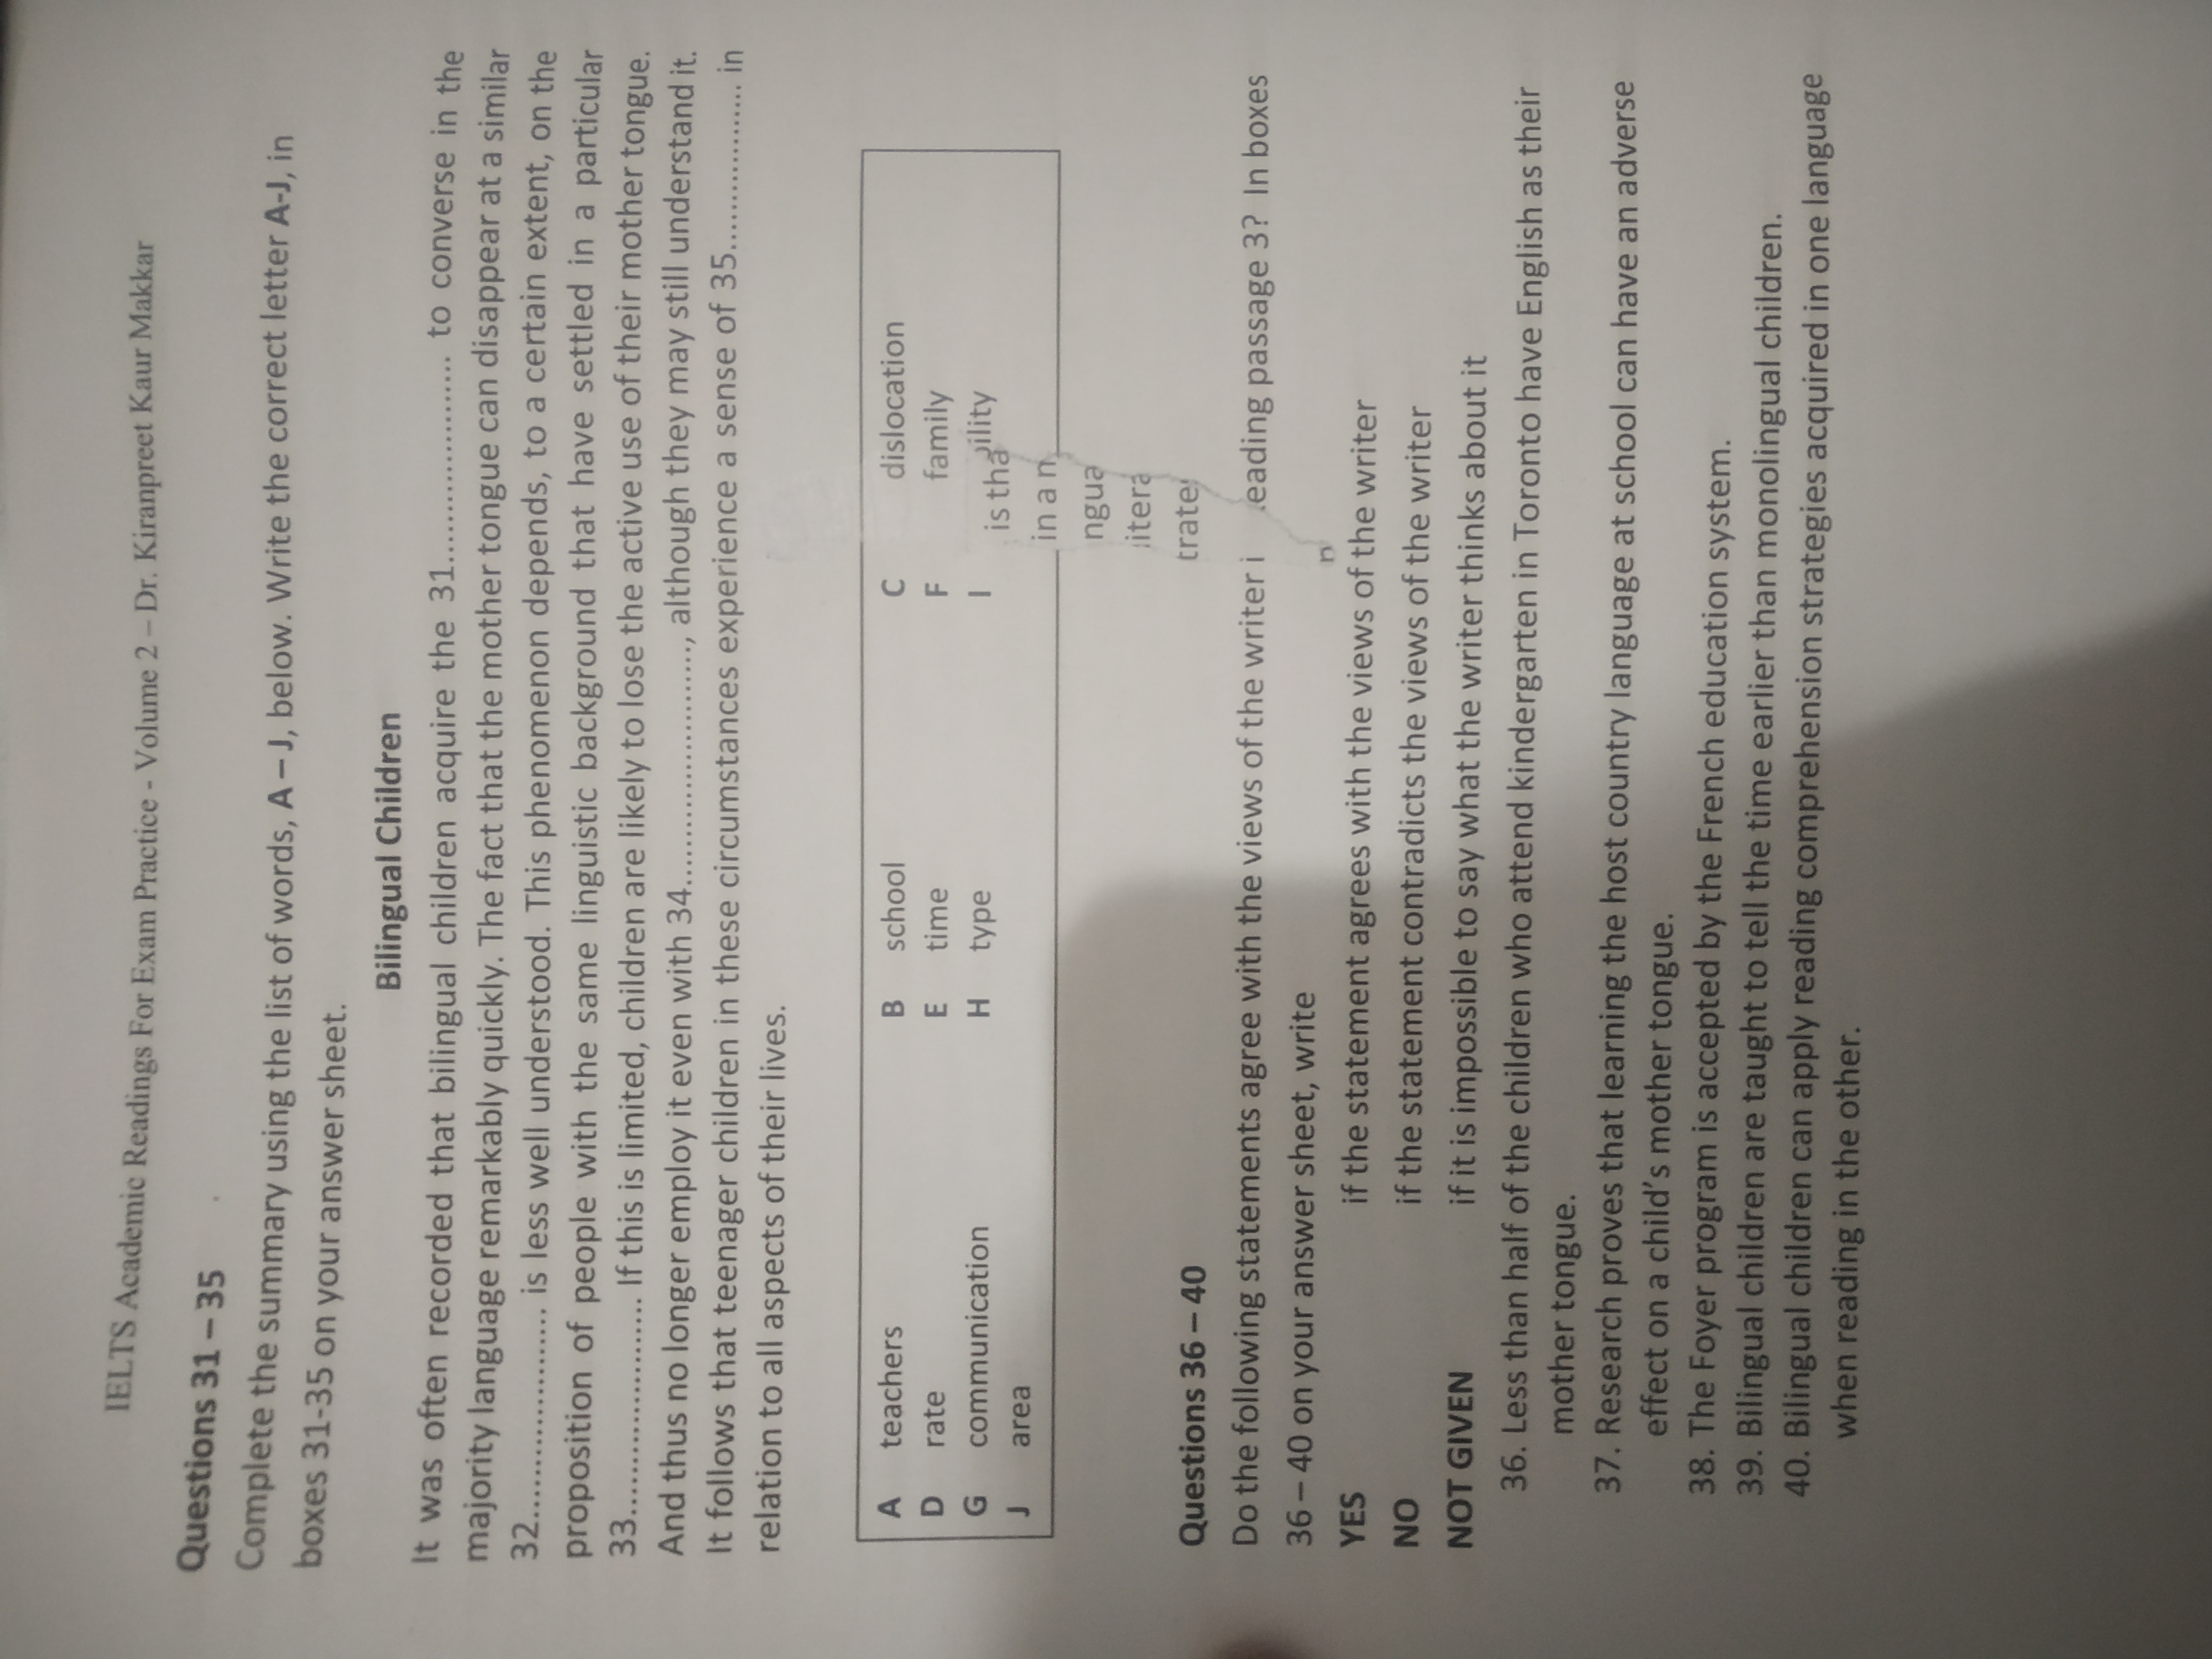 IELTS Academic Readings For Exam Practice - Volume 2 – Dr. Kiranpreet Kaur Makkar
Questions 31 – 35
Complete the summary using the list of words, A – J, below. Write the correct letter A-J, in
boxes 31-35 on your answer sheet.
Bilingual Children
It was often recorded that bilingual children acquire the 31..................... to converse in the
majority language remarkably quickly. The fact that the mother tongue can disappear at a similar
32..................... is less well understood. This phenomenon depends, to a certain extent, on the
proposition of people with the same linguistic background that have settled in a particular
33...................... If this is limited, children are likely to lose the active use of their mother tongue.
And thus no longer employ it even with 34........................, although they may still understand it.
It follows that teenager children in these circumstances experience a sense of 35................. in
relation to all aspects of their lives.
A teachers B school C dislocation
D rate E time F family
G communication H type I ility
is tha
J area
in a n
ngua
itera
trate
Questions 36 – 40
Do the following statements agree with the views of the writer i eading passage 3? In boxes
36 – 40 on your answer sheet, write
n
YES if the statement agrees with the views of the writer
NO if the statement contradicts the views of the writer
NOT GIVEN if it is impossible to say what the writer thinks about it
36. Less than half of the children who attend kindergarten in Toronto have English as their
mother tongue.
37. Research proves that learning the host country language at school can have an adverse
effect on a child's mother tongue.
38. The Foyer program is accepted by the French education system.
39. Bilingual children are taught to tell the time earlier than monolingual children.
40. Bilingual children can apply reading comprehension strategies acquired in one language
when reading in the other.